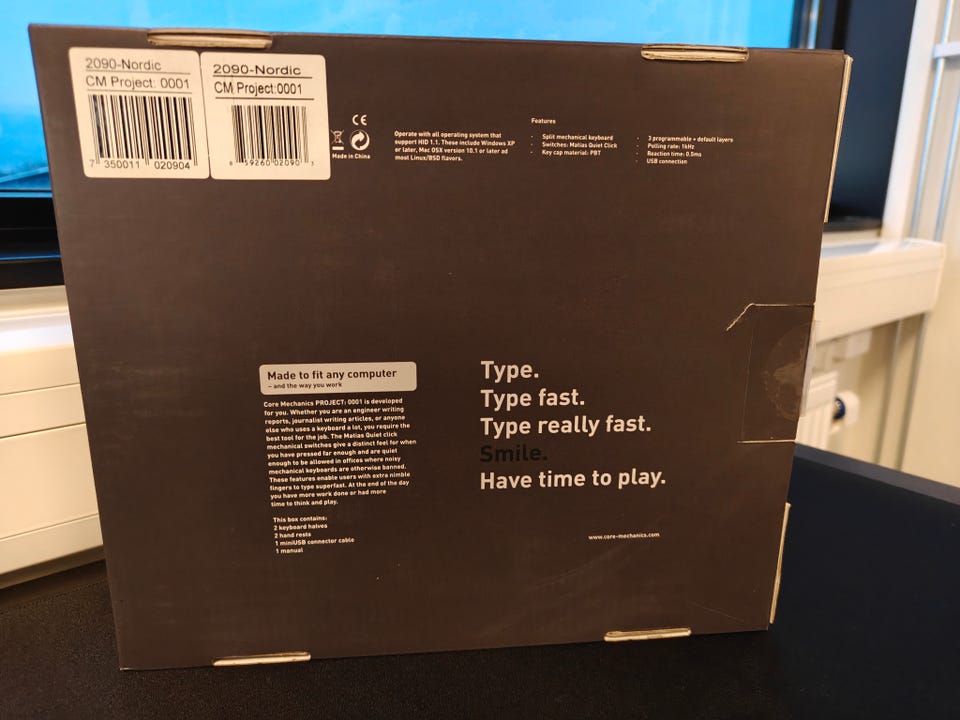 2090-Nordic
CM Project: 0001
7 350011 020904
2090-Nordic
CM Project:0001
8 59260 02090 3
CE
Made in China
Operate with all operating system that
support HID 1.1. These include Windows XP
or later, Mac OSX version 10.1 or later ad
most Linux/BSD flavors.
Features
· Split mechanical keyboard
· Switches: Matias Quiet Click
· Key cap material: PBT
· 3 programmable + default layers
· Polling rate: 1kHz
· Reaction time: 0.5ms
· USB connection
Made to fit any computer
– and the way you work
Core Mechanics PROJECT: 0001 is developed
for you. Whether you are an engineer writing
reports, journalist writing articles, or anyone
else who uses a keyboard a lot, you require the
best tool for the job. The Matias Quiet click
mechanical switches give a distinct feel for when
you have pressed far enough and are quiet
enough to be allowed in offices where noisy
mechanical keyboards are otherwise banned.
These features enable users with extra nimble
fingers to type superfast. At the end of the day
you have more work done or had more
time to think and play.
This box contains:
2 keyboard halves
2 hand rests
1 miniUSB connector cable
1 manual
Type.
Type fast.
Type really fast.
Smile.
Have time to play.
www.core-mechanics.com